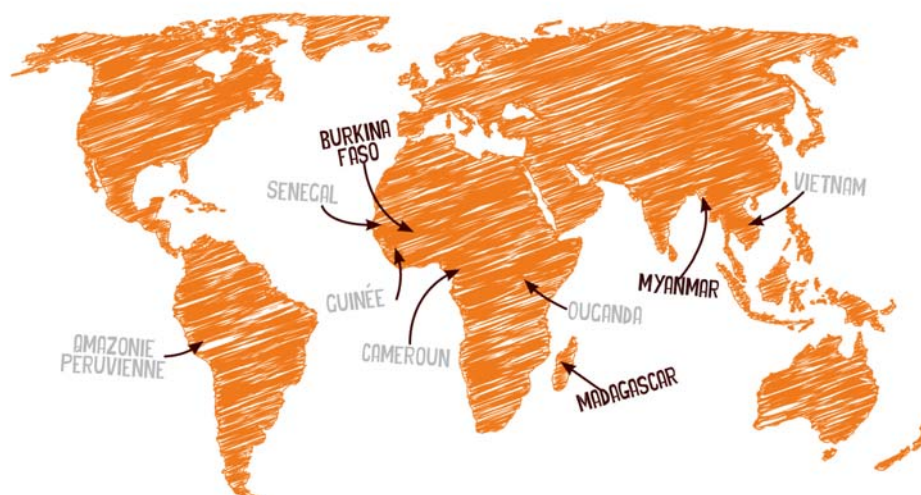 BURKINA
FASO
SENEGAL
VIETNAM
MYANMAR
GUINÉE
OUGANDA
AMAZONIE
PERUVIENNE
CAMEROUN
MADAGASCAR